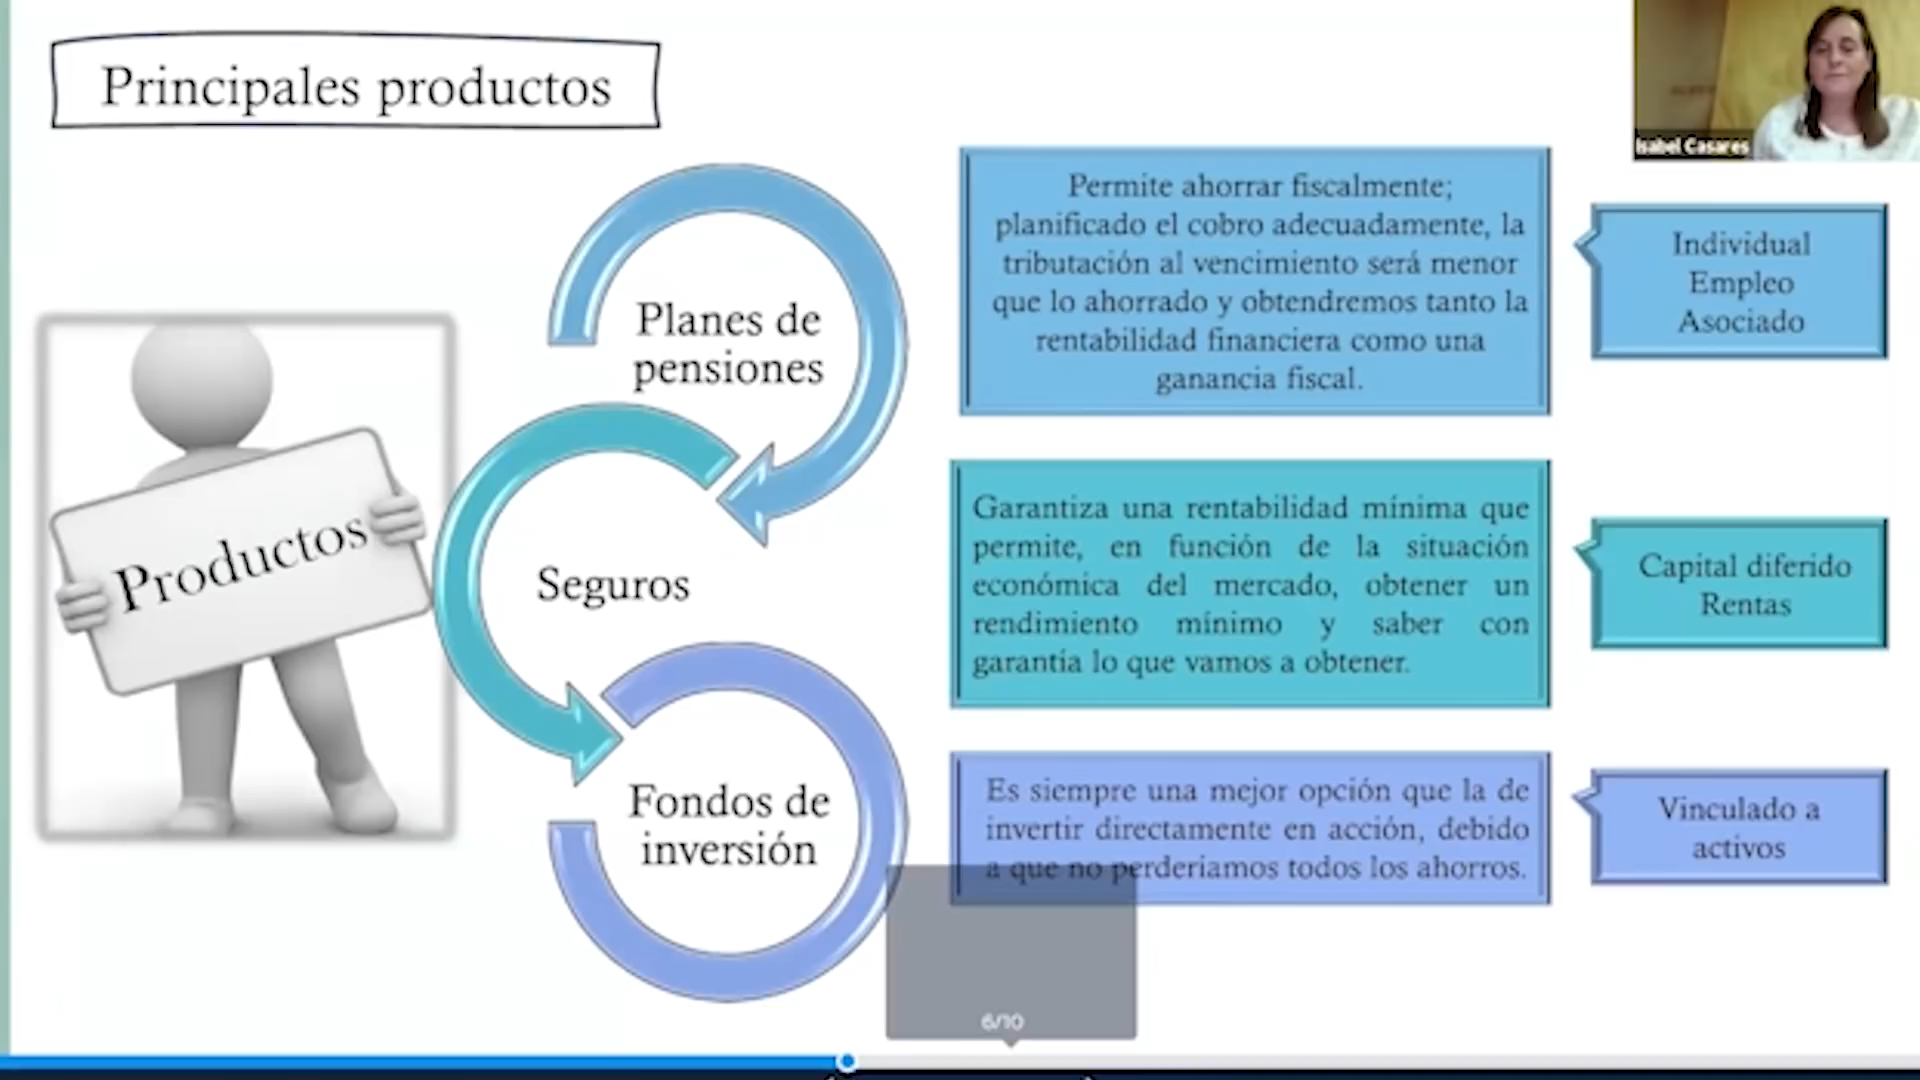 Principales productos
Isabel Casares
Productos
Planes de
pensiones
Permite ahorrar fiscalmente;
planificado el cobro adecuadamente, la
tributación al vencimiento será menor
que lo ahorrado y obtendremos tanto la
rentabilidad financiera como una
ganancia fiscal.
Individual
Empleo
Asociado
Seguros
Garantiza una rentabilidad mínima que
permite, en función de la situación
económica del mercado, obtener un
rendimiento mínimo y saber con
garantía lo que vamos a obtener.
Capital diferido
Rentas
Fondos de
inversión
Es siempre una mejor opción que la de
invertir directamente en acción, debido
a que no perderíamos todos los ahorros.
Vinculado a
activos
6/10